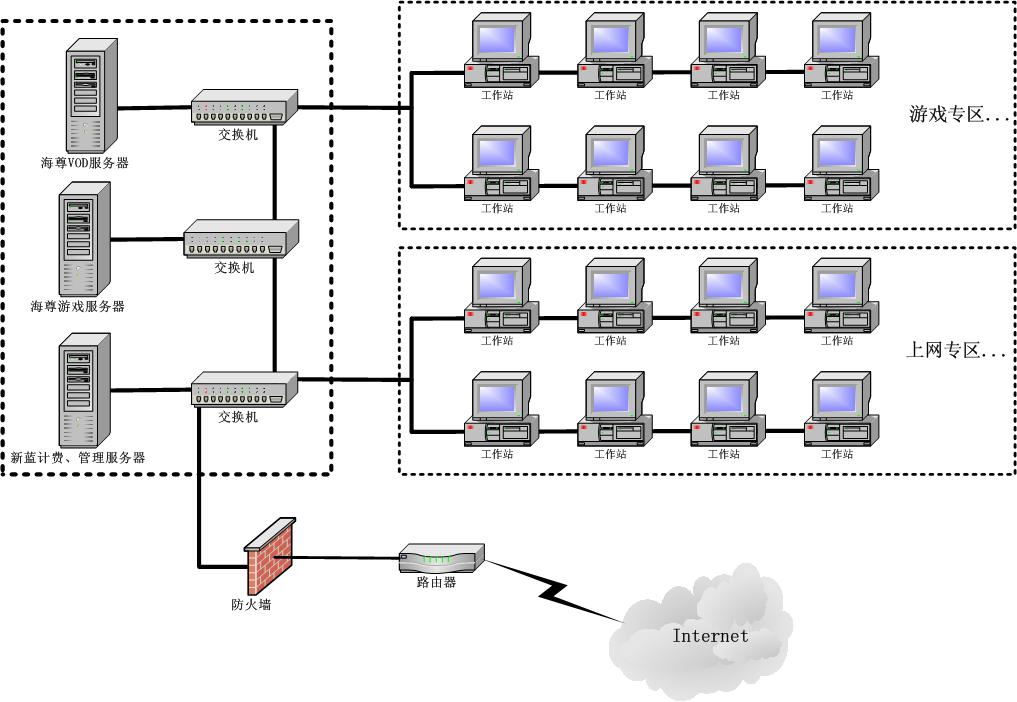 工作站 工作站 工作站 工作站
游戏专区...
交换机
海尊VOD服务器
工作站 工作站 工作站 工作站
交换机
海尊游戏服务器
工作站 工作站 工作站 工作站
上网专区...
交换机
新蓝计费、管理服务器
工作站 工作站 工作站 工作站
路由器
防火墙
Internet